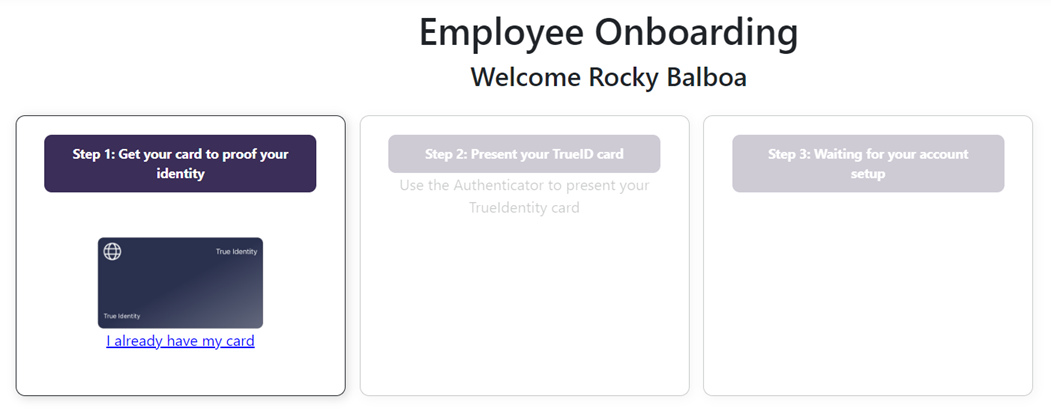 Employee Onboarding
Welcome Rocky Balboa
Step 1: Get your card to proof your
identity
True Identity
True Identity
I already have my card
Step 2: Present your TrueID card
Use the Authenticator to present your
TrueIdentity card
Step 3: Waiting for your account
setup